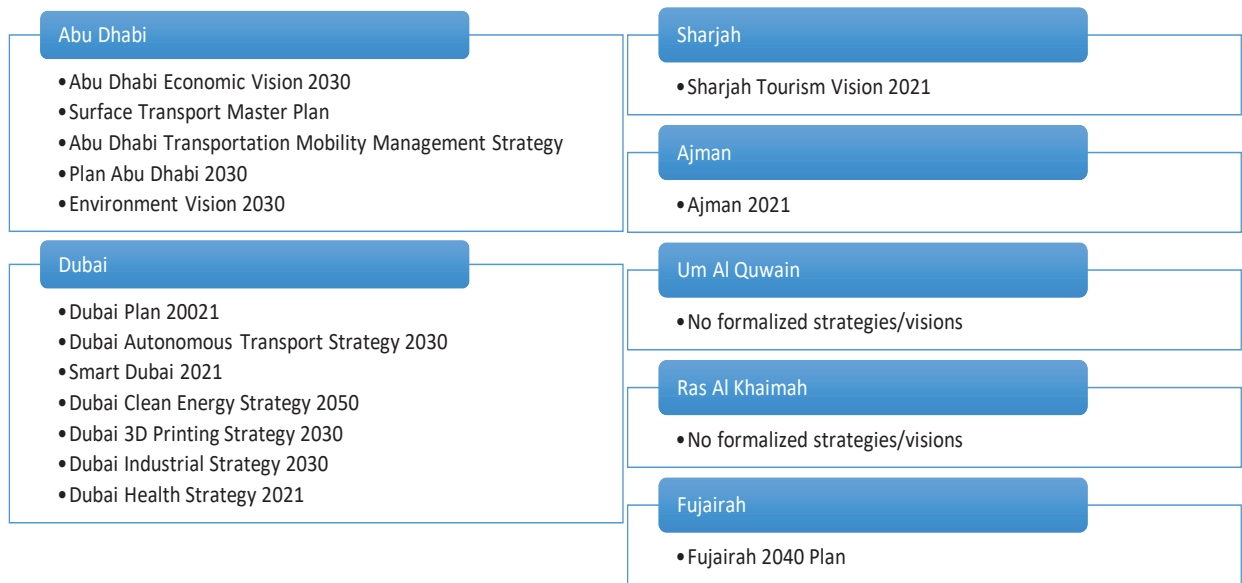 Abu Dhabi
•Abu Dhabi Economic Vision 2030
•Surface Transport Master Plan
•Abu Dhabi Transportation Mobility Management Strategy
•Plan Abu Dhabi 2030
•Environment Vision 2030
Dubai
•Dubai Plan 20021
•Dubai Autonomous Transport Strategy 2030
•Smart Dubai 2021
•Dubai Clean Energy Strategy 2050
•Dubai 3D Printing Strategy 2030
•Dubai Industrial Strategy 2030
•Dubai Health Strategy 2021
Sharjah
•Sharjah Tourism Vision 2021
Ajman
•Ajman 2021
Um Al Quwain
•No formalized strategies/visions
Ras Al Khaimah
•No formalized strategies/visions
Fujairah
•Fujairah 2040 Plan